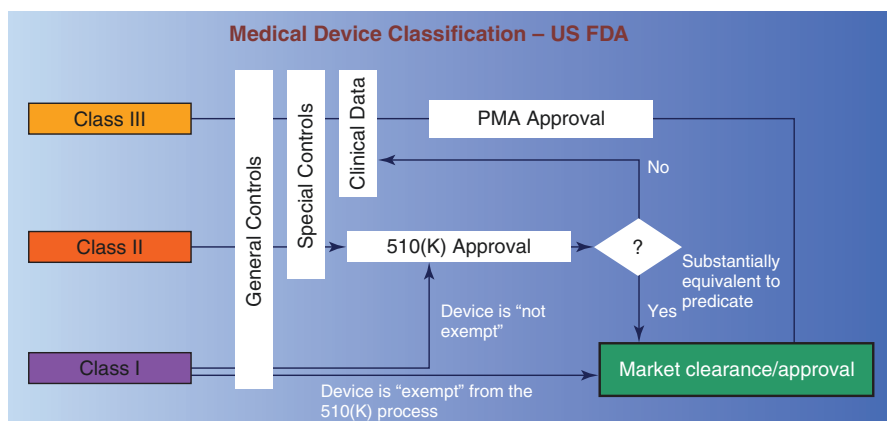 Medical Device Classification – US FDA
Class III
General Controls
Special Controls
Clinical Data
PMA Approval
No
Class II
510(K) Approval
?
Substantially
equivalent to
predicate
Device is “not
exempt”
Yes
Class I
Market clearance/approval
Device is “exempt” from the
510(K) process